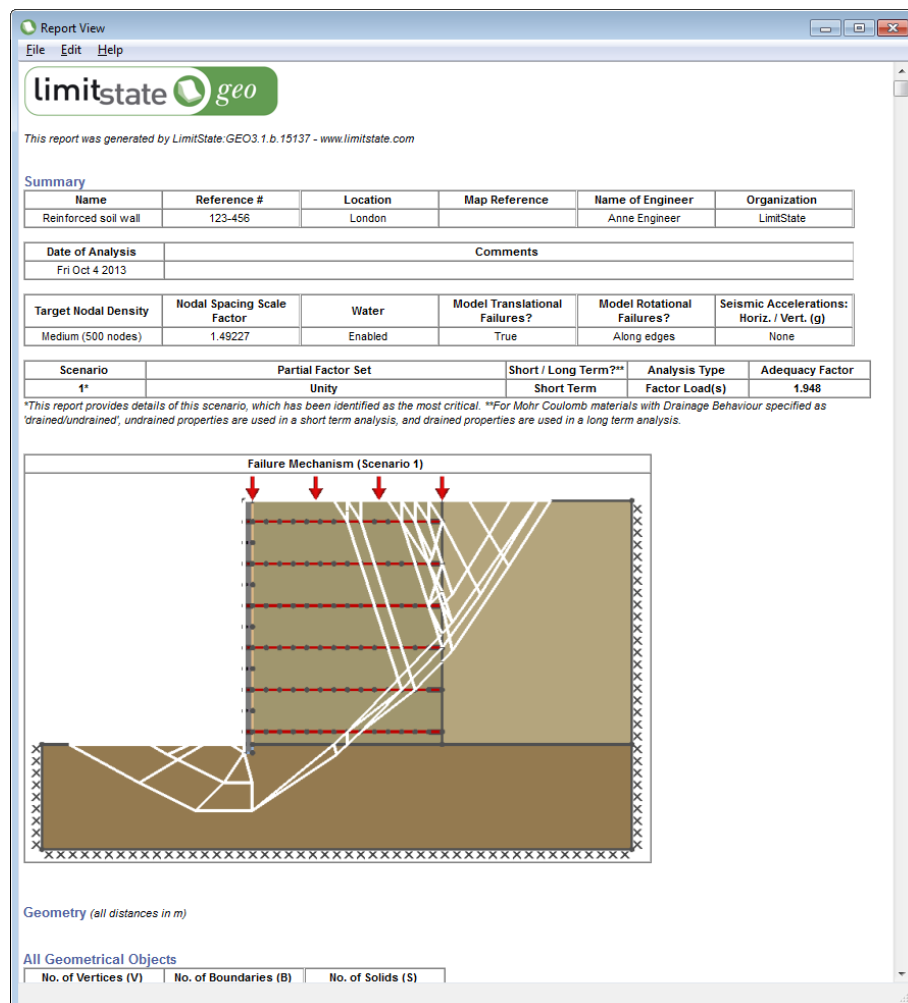 Report View
File Edit Help
limitstate geo
This report was generated by LimitState:GEO3.1.b.15137 - www.limitstate.com
Summary
Name Reference # Location Map Reference Name of Engineer Organization
Reinforced soil wall 123-456 London Anne Engineer LimitState
Date of Analysis Comments
Fri Oct 4 2013
Target Nodal Density Nodal Spacing Scale Factor Water Model Translational Failures? Model Rotational Failures? Seismic Accelerations: Horiz. / Vert. (g)
Medium (500 nodes) 1.49227 Enabled True Along edges None
Scenario Partial Factor Set Short / Long Term?** Analysis Type Adequacy Factor
1* Unity Short Term Factor Load(s) 1.948
*This report provides details of this scenario, which has been identified as the most critical. **For Mohr Coulomb materials with Drainage Behaviour specified as
'drained/undrained', undrained properties are used in a short term analysis, and drained properties are used in a long term analysis.
Failure Mechanism (Scenario 1)
Geometry (all distances in m)
All Geometrical Objects
No. of Vertices (V) No. of Boundaries (B) No. of Solids (S)